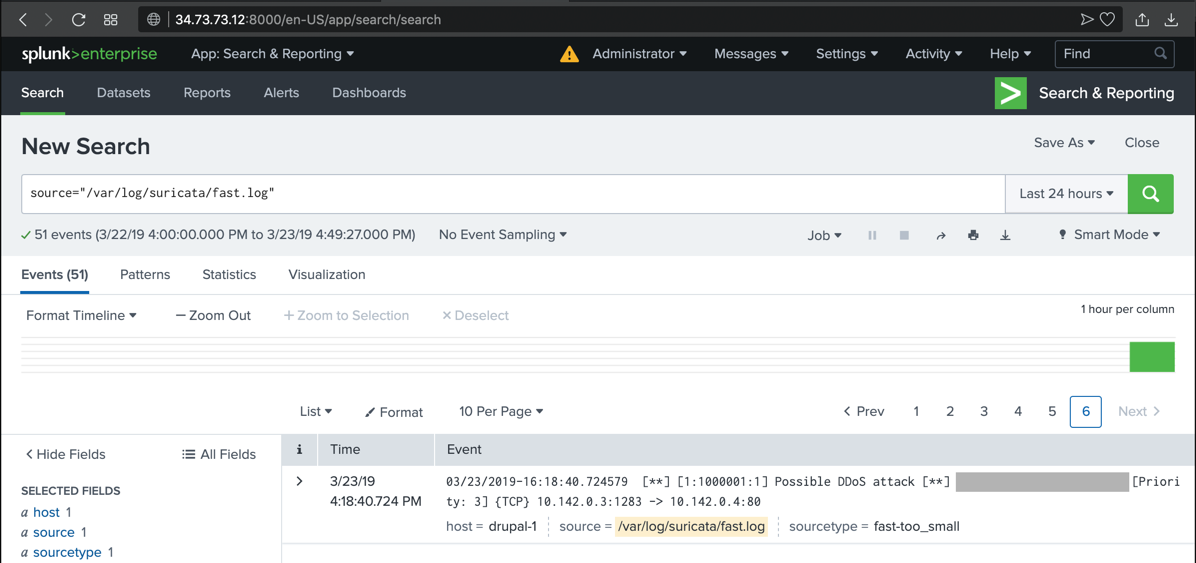 34.73.73.12:8000/en-US/app/search/search
splunk>enterprise App: Search & Reporting Administrator Messages Settings Activity Help Find
Search Datasets Reports Alerts Dashboards > Search & Reporting
New Search Save As Close
source="/var/log/suricata/fast.log" Last 24 hours
51 events (3/22/19 4:00:00.000 PM to 3/23/19 4:49:27.000 PM) No Event Sampling Job Smart Mode
Events (51) Patterns Statistics Visualization
Format Timeline — Zoom Out + Zoom to Selection × Deselect 1 hour per column
List Format 10 Per Page < Prev 1 2 3 4 5 6 Next >
< Hide Fields All Fields i Time Event
SELECTED FIELDS
a host 1
a source 1
a sourcetype 1
> 3/23/19 03/23/2019-16:18:40.724579 [**] [1:1000001:1] Possible DDoS attack [**] [Priori
4:18:40.724 PM ty: 3] {TCP} 10.142.0.3:1283 -> 10.142.0.4:80
host = drupal-1 source = /var/log/suricata/fast.log sourcetype = fast-too_small